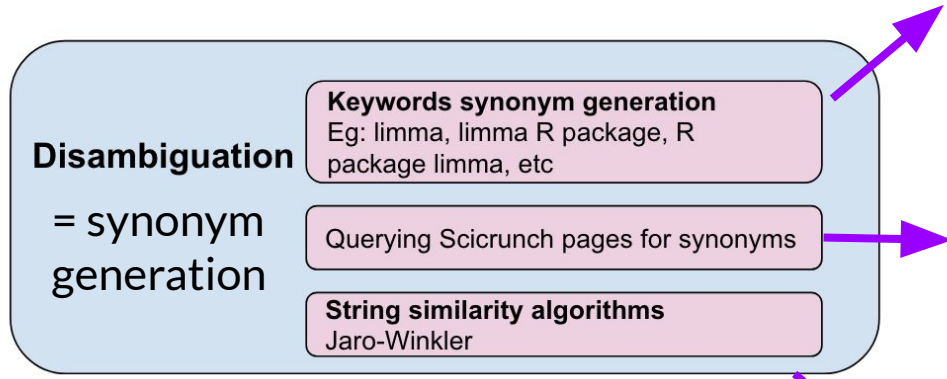 Disambiguation
= synonym
generation
Keywords synonym generation
Eg: limma, limma R package, R
package limma, etc
Querying Scicrunch pages for synonyms
String similarity algorithms
Jaro-Winkler